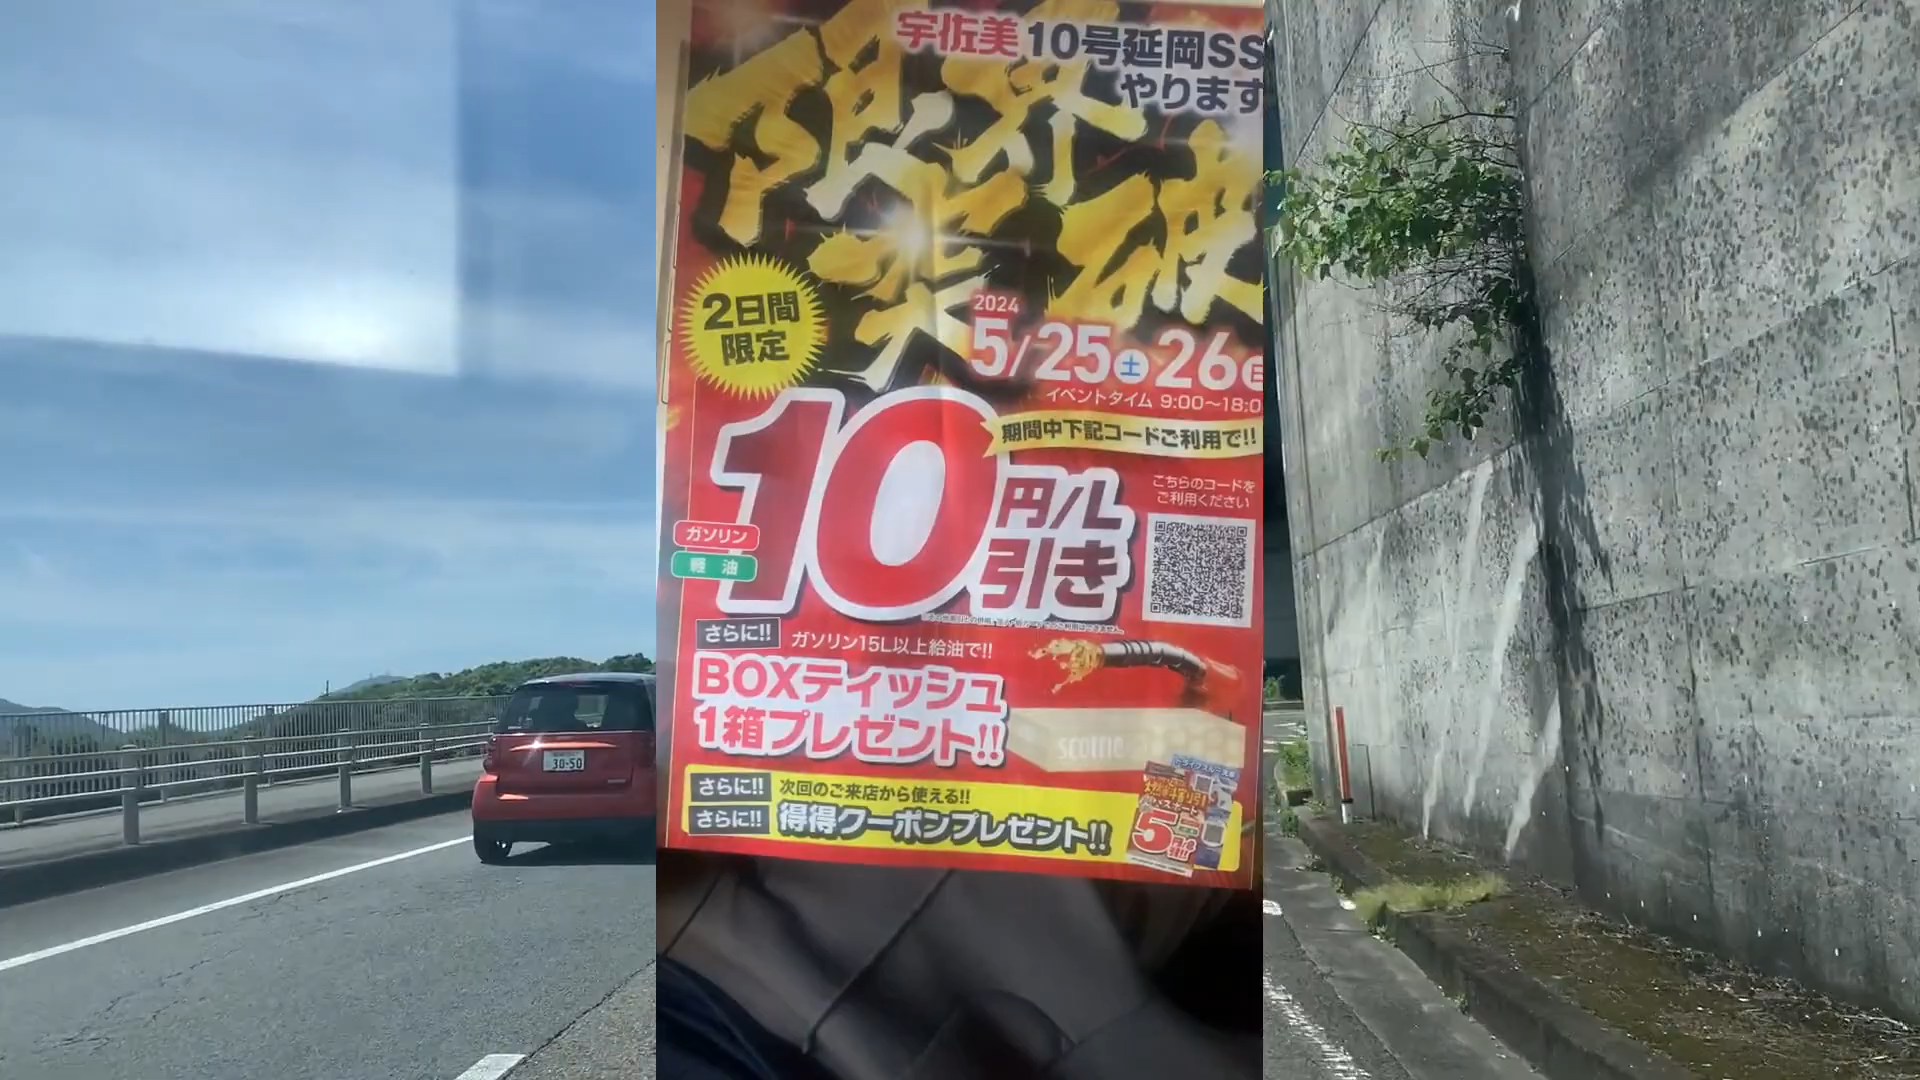 30-50
宇佐美10号延岡SS
やります
限界
突破
2日間
限定
2024
5/25土26
イベントタイム 9:00〜18:0
10円/L
引き
期間中下記コードご利用で!!
こちらのコードを
ご利用ください
ガソリン
軽油
さらに!! ガソリン15L以上給油で!!
BOXティッシュ
1箱プレゼント!!
scottie
さらに!! 次回のご来店から使える!!
さらに!! 得得クーポンプレゼント!!